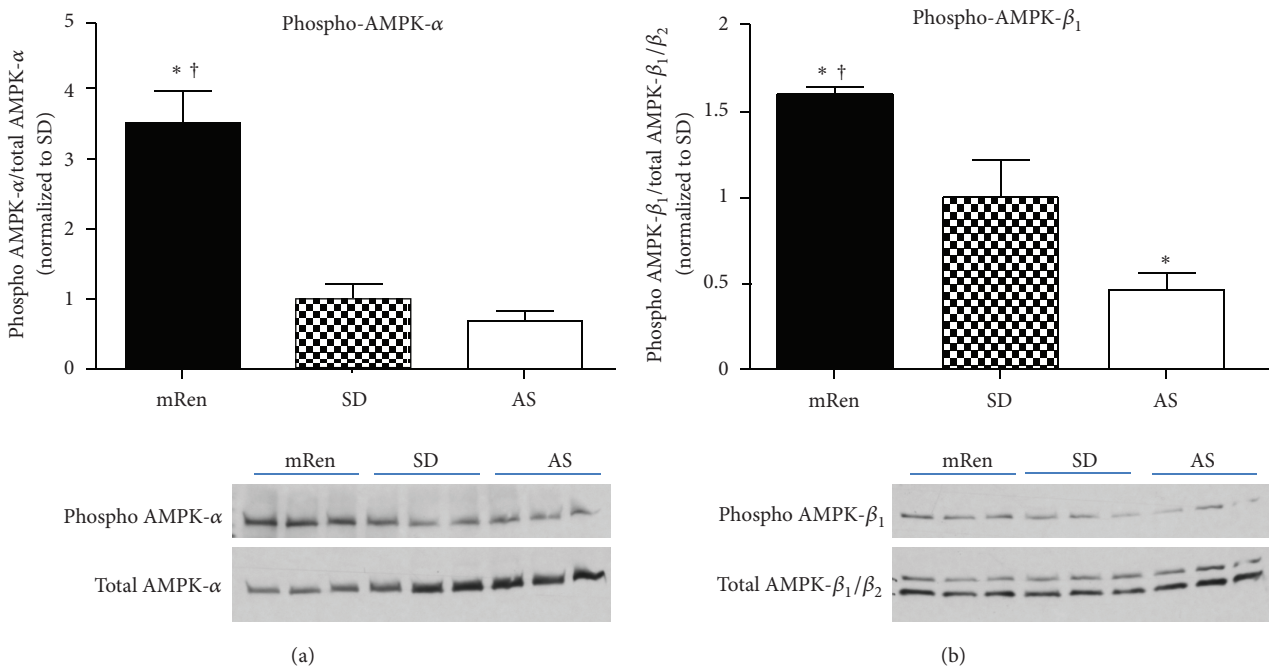 Phospho-AMPK-α
Phospho AMPK-α/total AMPK-α
(normalized to SD)
5
4
3
2
1
0
* †
mRen
SD
AS
mRen
SD
AS
Phospho AMPK-α
Total AMPK-α
(a)
Phospho-AMPK-β₁
Phospho AMPK-β₁/total AMPK-β₁/β₂
(normalized to SD)
2
1.5
1
0.5
0
* †
*
mRen
SD
AS
mRen
SD
AS
Phospho AMPK-β₁
Total AMPK-β₁/β₂
(b)